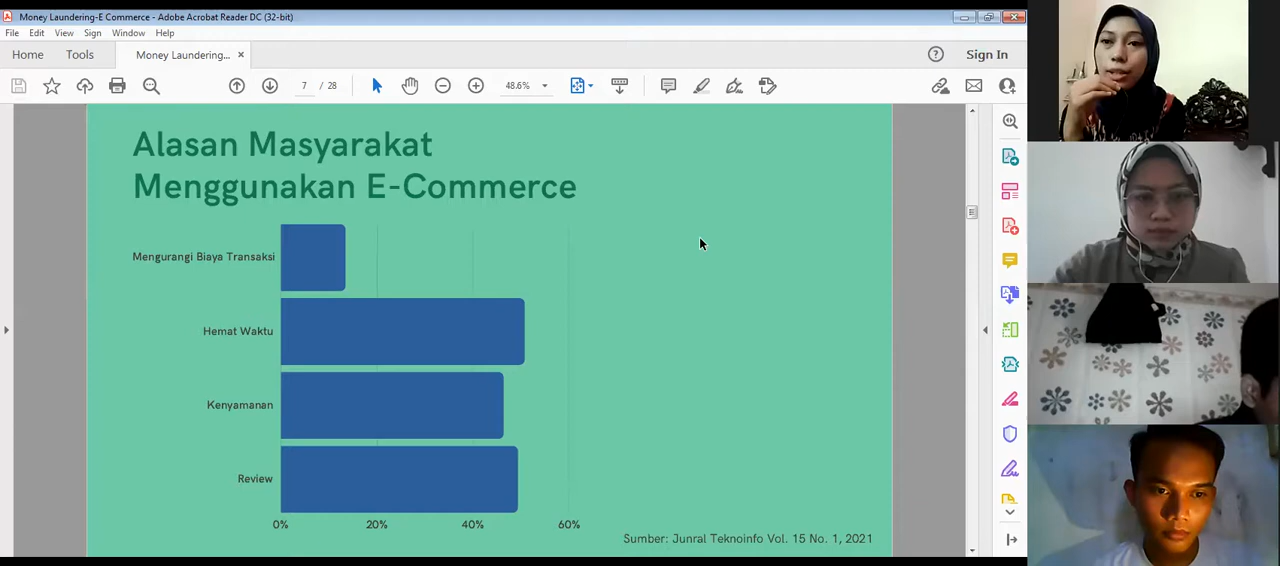 Money Laundering-E Commerce - Adobe Acrobat Reader DC (32-bit)
File Edit View Sign Window Help
Home Tools Money Laundering... × ? Sign In
7 / 28 48.6%
Alasan Masyarakat
Menggunakan E-Commerce
Mengurangi Biaya Transaksi
Hemat Waktu
Kenyamanan
Review
0% 20% 40% 60%
Sumber: Junral Teknoinfo Vol. 15 No. 1, 2021